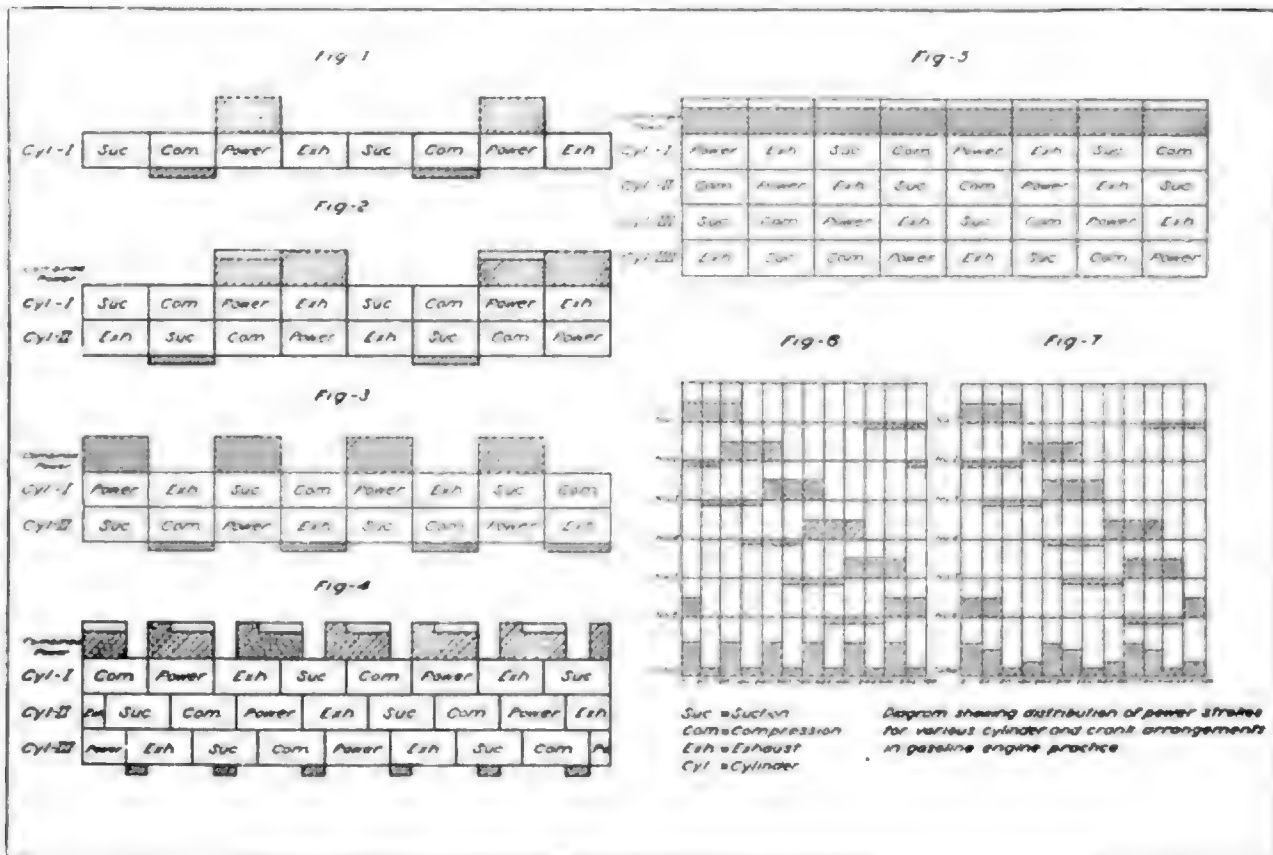 Fig-1
Cyl-I Suc Com Power Exh Suc Com Power Exh
Fig-2
Combined
Power
Cyl-I Suc Com Power Exh Suc Com Power Exh
Cyl-II Exh Suc Com Power Exh Suc Com Power
Fig-3
Combined
Power
Cyl-I Power Exh Suc Com Power Exh Suc Com
Cyl-II Suc Com Power Exh Suc Com Power Exh
Fig-4
Combined
Power
Cyl-I Com Power Exh Suc Com Power Exh Suc
Cyl-II Exh Suc Com Power Exh Suc Com Power Exh
Cyl-III Power Exh Suc Com Power Exh Suc Com
Fig-5
Cyl-I Power Exh Suc Com Power Exh Suc Com
Cyl-II Com Power Exh Suc Com Power Exh Suc
Cyl-III Suc Com Power Exh Suc Com Power Exh
Cyl-IIII Exh Suc Com Power Exh Suc Com Power
Fig-6
Fig-7
Suc = Suction
Com = Compression
Exh = Exhaust
Cyl = Cylinder
Diagram showing distribution of power strokes
for various cylinder and crank arrangements
in gasoline engine practice